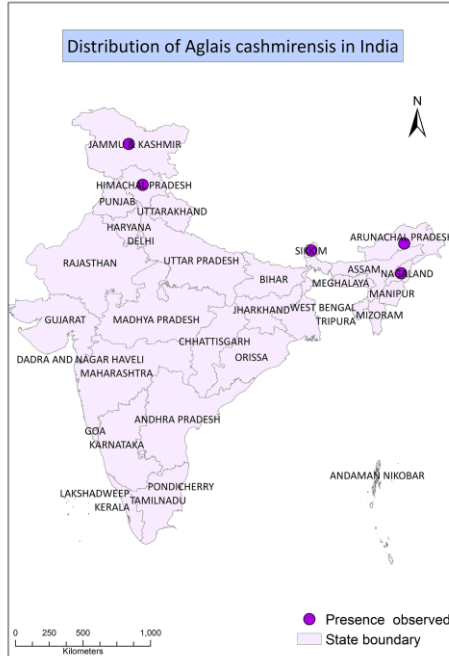 Distribution of Aglais cashmirensis in India
N
JAMMU & KASHMIR
HIMACHAL PRADESH
PUNJAB
UTTARAKHAND
HARYANA
DELHI
ARUNACHAL PRADESH
SIKKIM
RAJASTHAN
UTTAR PRADESH
ASSAM
NAGALAND
BIHAR
MEGHALAYA
MANIPUR
GUJARAT
MADHYA PRADESH
JHARKHAND
WEST BENGAL
TRIPURA
MIZORAM
CHHATTISGARH
DADRA AND NAGAR HAVELI
ORISSA
MAHARASHTRA
ANDHRA PRADESH
GOA
KARNATAKA
ANDAMAN NIKOBAR
PONDICHERRY
LAKSHADWEEP
TAMILNADU
KERALA
Presence observed
State boundary
0 250 500 1,000
Kilometers